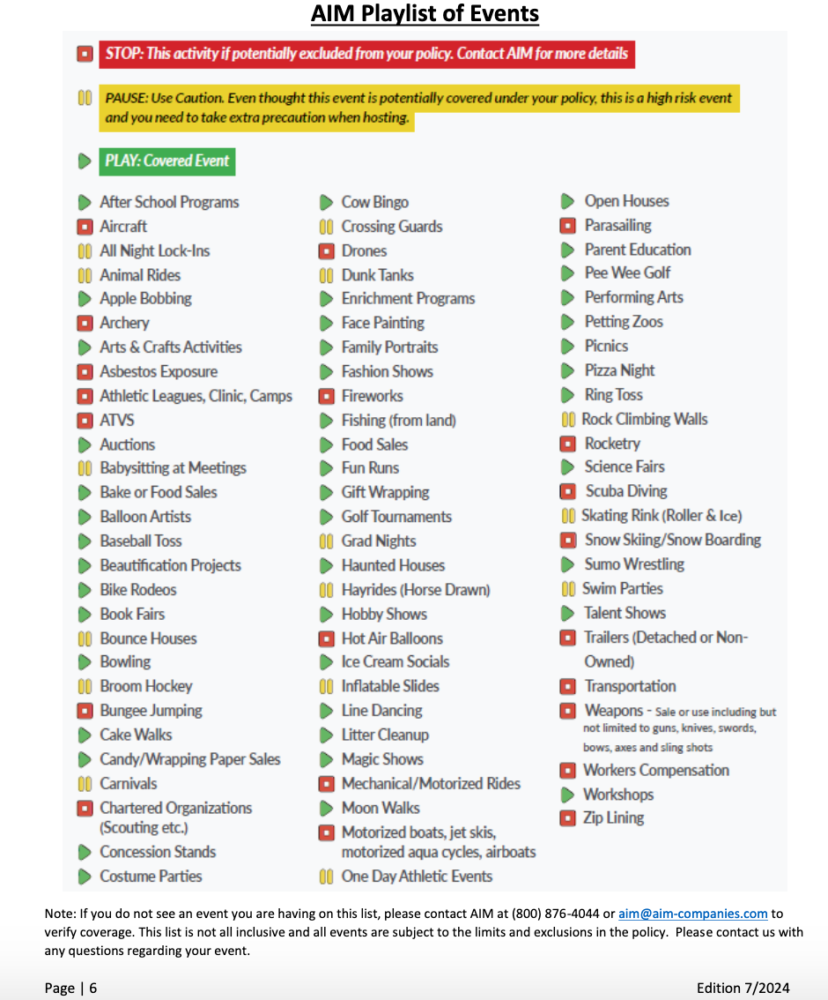 AIM Playlist of Events
STOP: This activity if potentially excluded from your policy. Contact AIM for more details
PAUSE: Use Caution. Even thought this event is potentially covered under your policy, this is a high risk event
and you need to take extra precaution when hosting.
PLAY: Covered Event
After School Programs
Aircraft
All Night Lock-Ins
Animal Rides
Apple Bobbing
Archery
Arts & Crafts Activities
Asbestos Exposure
Athletic Leagues, Clinic, Camps
ATVS
Auctions
Babysitting at Meetings
Bake or Food Sales
Balloon Artists
Baseball Toss
Beautification Projects
Bike Rodeos
Book Fairs
Bounce Houses
Bowling
Broom Hockey
Bungee Jumping
Cake Walks
Candy/Wrapping Paper Sales
Carnivals
Chartered Organizations
(Scouting etc.)
Concession Stands
Costume Parties
Cow Bingo
Crossing Guards
Drones
Dunk Tanks
Enrichment Programs
Face Painting
Family Portraits
Fashion Shows
Fireworks
Fishing (from land)
Food Sales
Fun Runs
Gift Wrapping
Golf Tournaments
Grad Nights
Haunted Houses
Hayrides (Horse Drawn)
Hobby Shows
Hot Air Balloons
Ice Cream Socials
Inflatable Slides
Line Dancing
Litter Cleanup
Magic Shows
Mechanical/Motorized Rides
Moon Walks
Motorized boats, jet skis,
motorized aqua cycles, airboats
One Day Athletic Events
Open Houses
Parasailing
Parent Education
Pee Wee Golf
Performing Arts
Petting Zoos
Picnics
Pizza Night
Ring Toss
Rock Climbing Walls
Rocketry
Science Fairs
Scuba Diving
Skating Rink (Roller & Ice)
Snow Skiing/Snow Boarding
Sumo Wrestling
Swim Parties
Talent Shows
Trailers (Detached or Non-
Owned)
Transportation
Weapons - Sale or use including but
not limited to guns, knives, swords,
bows, axes and sling shots
Workers Compensation
Workshops
Zip Lining
Note: If you do not see an event you are having on this list, please contact AIM at (800) 876-4044 or aim@aim-companies.com to
verify coverage. This list is not all inclusive and all events are subject to the limits and exclusions in the policy.  Please contact us with
any questions regarding your event.
Page | 6
Edition 7/2024